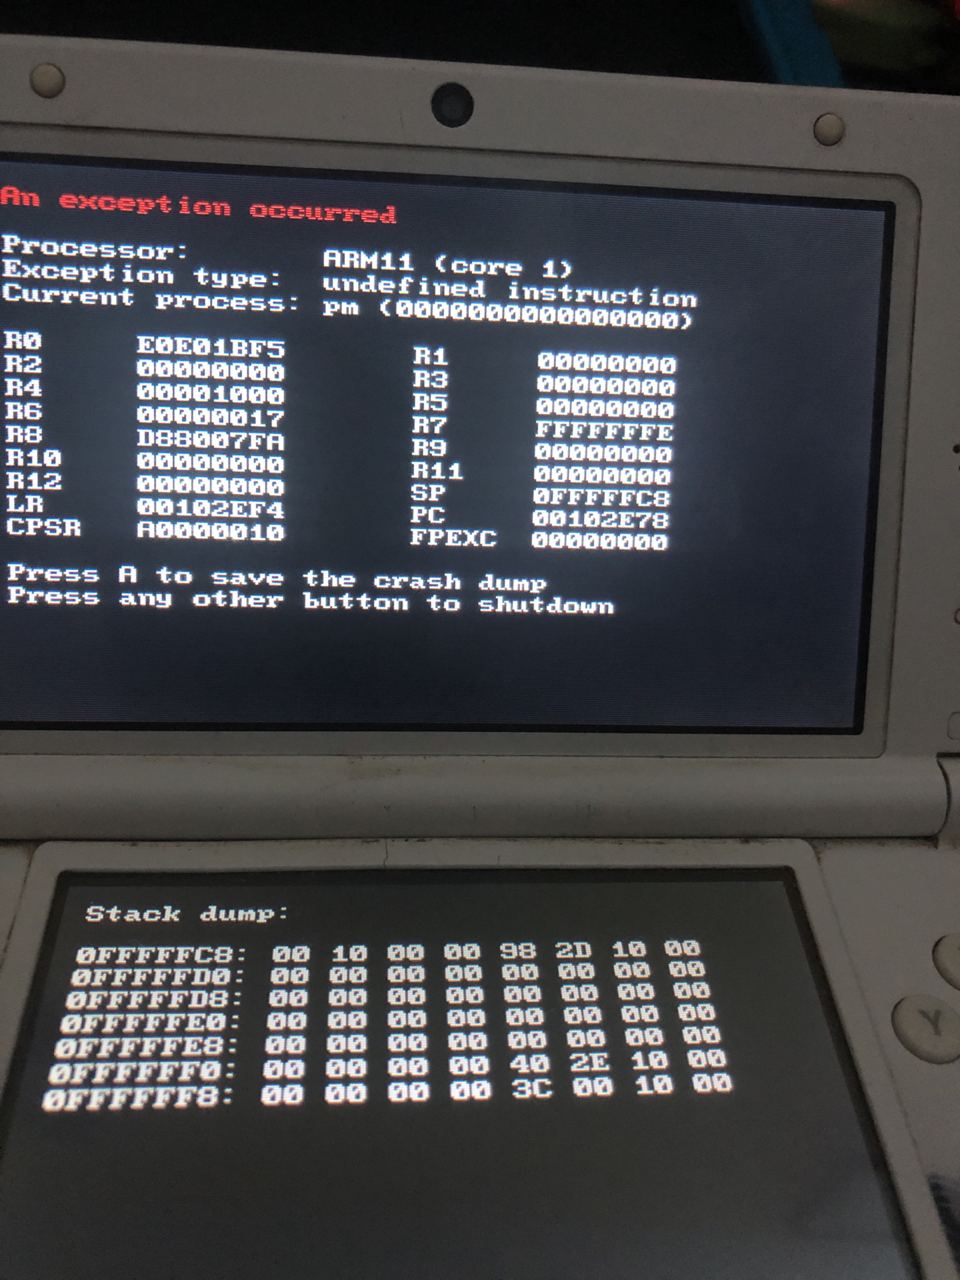 An exception occurred
Processor: ARM11 (core 1)
Exception type: undefined instruction
Current process: pm (0000000000000000)
R0 E0E01BF5 R1 00000000
R2 00000000 R3 00000000
R4 00001000 R5 00000000
R6 00000017 R7 FFFFFFFE
R8 D88007FA R9 00000000
R10 00000000 R11 00000000
R12 00000000 SP 0FFFFFC8
LR 00102EF4 PC 00102E78
CPSR A0000010 FPEXC 00000000
Press A to save the crash dump
Press any other button to shutdown
Stack dump:
0FFFFFC8: 00 10 00 00 98 2D 10 00
0FFFFFD0: 00 00 00 00 00 00 00 00
0FFFFFD8: 00 00 00 00 00 00 00 00
0FFFFFE0: 00 00 00 00 00 00 00 00
0FFFFFE8: 00 00 00 00 00 00 00 00
0FFFFFF0: 00 00 00 00 40 2E 10 00
0FFFFFF8: 00 00 00 00 3C 00 10 00
Y